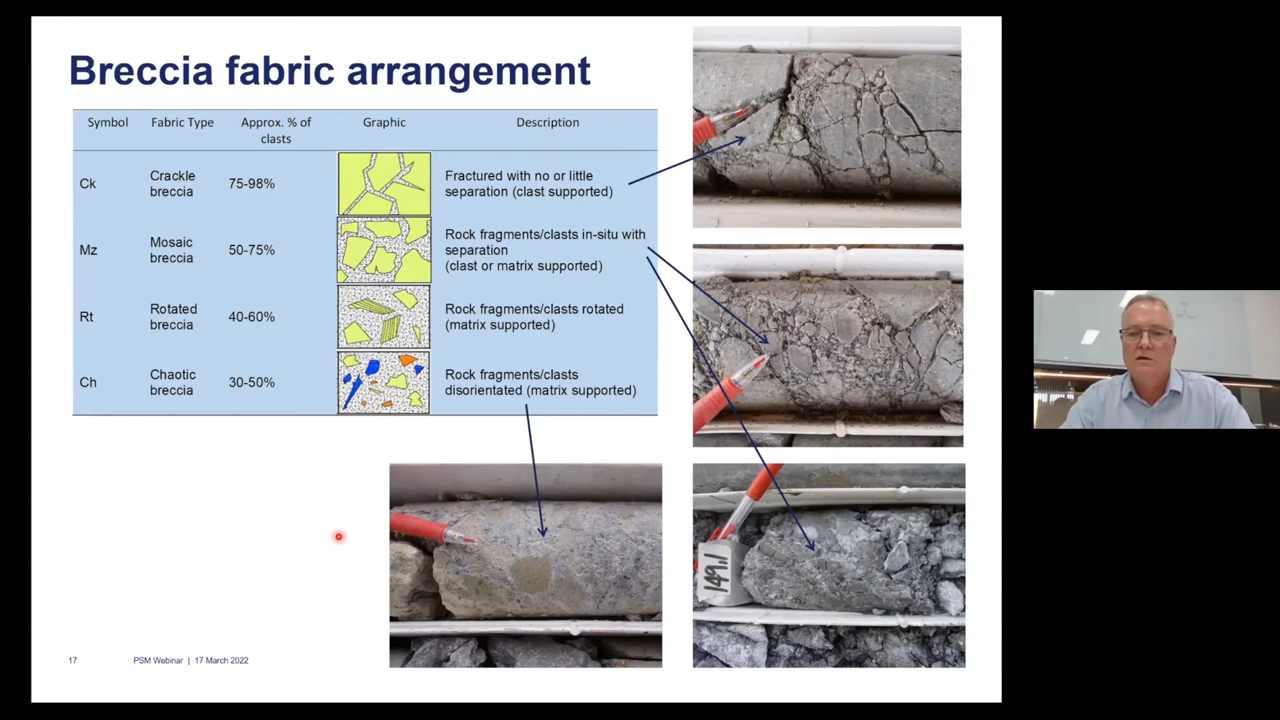 Breccia fabric arrangement
Symbol Fabric Type Approx. % of clasts Graphic Description
Ck
Crackle
breccia
75-98%
Fractured with no or little
separation (clast supported)
Mz
Mosaic
breccia
50-75%
Rock fragments/clasts in-situ with
separation
(clast or matrix supported)
Rt
Rotated
breccia
40-60%
Rock fragments/clasts rotated
(matrix supported)
Ch
Chaotic
breccia
30-50%
Rock fragments/clasts
disorientated (matrix supported)
149.1
17 PSM Webinar | 17 March 2022